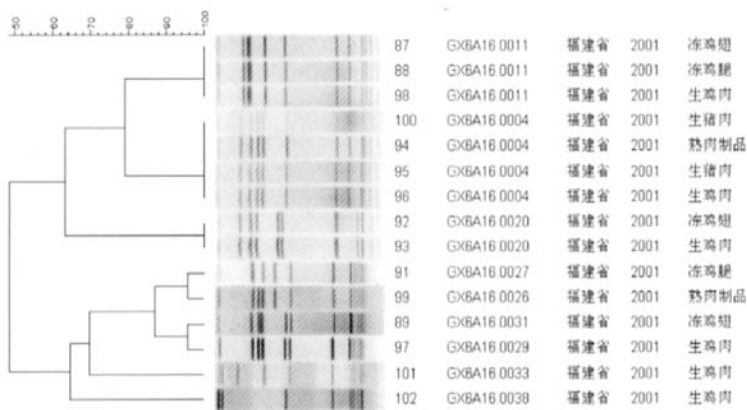 50 60 70 80 90 100
87 GX6A16.0011 福建省 2001 冻鸡翅
88 GX6A16.0011 福建省 2001 冻鸡腿
98 GX6A16.0011 福建省 2001 生鸡肉
100 GX6A16.0004 福建省 2001 生猪肉
94 GX6A16.0004 福建省 2001 熟肉制品
95 GX6A16.0004 福建省 2001 生猪肉
96 GX6A16.0004 福建省 2001 生鸡肉
92 GX6A16.0020 福建省 2001 冻鸡翅
93 GX6A16.0020 福建省 2001 生鸡肉
91 GX6A16.0027 福建省 2001 冻鸡腿
99 GX6A16.0026 福建省 2001 熟肉制品
89 GX6A16.0031 福建省 2001 冻鸡翅
97 GX6A16.0029 福建省 2001 生鸡肉
101 GX6A16.0033 福建省 2001 生鸡肉
102 GX6A16.0038 福建省 2001 生鸡肉